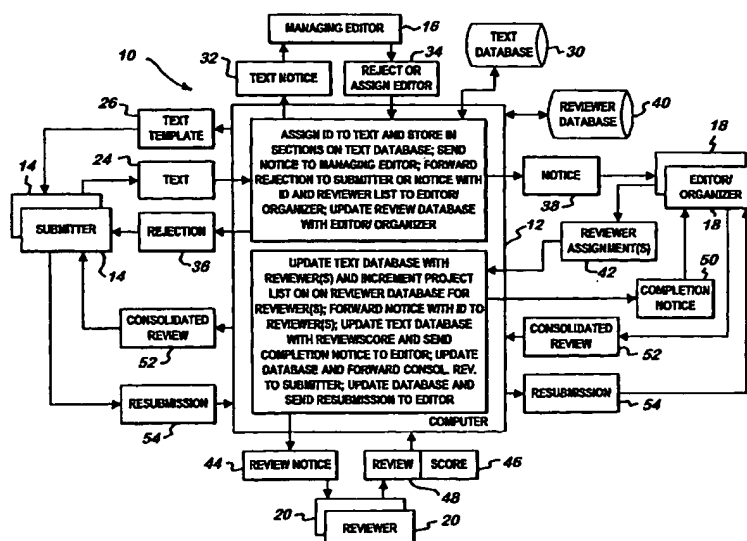 MANAGING EDITOR
16
10
32
TEXT NOTICE
34
REJECT OR
ASSIGN EDITOR
TEXT
DATABASE
30
26
TEXT
TEMPLATE
24
TEXT
REVIEWER
DATABASE
40
ASSIGN ID TO TEXT AND STORE IN
SECTIONS ON TEXT DATABASE; SEND
NOTICE TO MANAGING EDITOR; FORWARD
REJECTION TO SUBMITTER OR NOTICE WITH
ID AND REVIEWER LIST TO EDITOR/
ORGANIZER; UPDATE REVIEW DATABASE
WITH EDITOR/ ORGANIZER
NOTICE
38
18
EDITOR/
ORGANIZER
18
14
SUBMITTER
14
REJECTION
36
12
REVIEWER
ASSIGNMENT(S)
42
50
COMPLETION
NOTICE
UPDATE TEXT DATABASE WITH
REVIEWER(S) AND INCREMENT PROJECT
LIST ON ON REVIEWER DATABASE FOR
REVIEWER(S); FORWARD NOTICE WITH ID TO
REVIEWER(S); UPDATE TEXT DATABASE
WITH REVIEW/SCORE AND SEND
COMPLETION NOTICE TO EDITOR; UPDATE
DATABASE AND FORWARD CONSOL. REV.
TO SUBMITTER; UPDATE DATABASE AND
SEND RESUBMISSION TO EDITOR
COMPUTER
CONSOLIDATED
REVIEW
52
CONSOLIDATED
REVIEW
52
RESUBMISSION
54
RESUBMISSION
54
44
REVIEW NOTICE
REVIEW
SCORE
46
48
20
REVIEWER
20